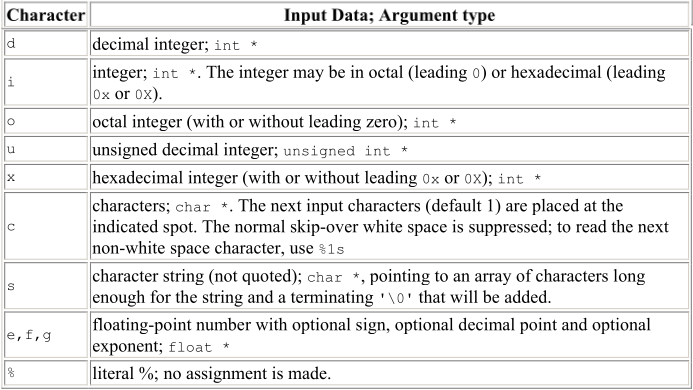 Character Input Data; Argument type
d decimal integer; int *
integer; int *. The integer may be in octal (leading 0) or hexadecimal (leading
i
0x or 0X).
o octal integer (with or without leading zero); int *
u unsigned decimal integer; unsigned int *
x hexadecimal integer (with or without leading 0x or 0X); int *
characters; char *. The next input characters (default 1) are placed at the
c indicated spot. The normal skip-over white space is suppressed; to read the next
non-white space character, use %1s
character string (not quoted); char *, pointing to an array of characters long
s
enough for the string and a terminating '\0' that will be added.
floating-point number with optional sign, optional decimal point and optional
e,f,g
exponent; float *
% literal %; no assignment is made.